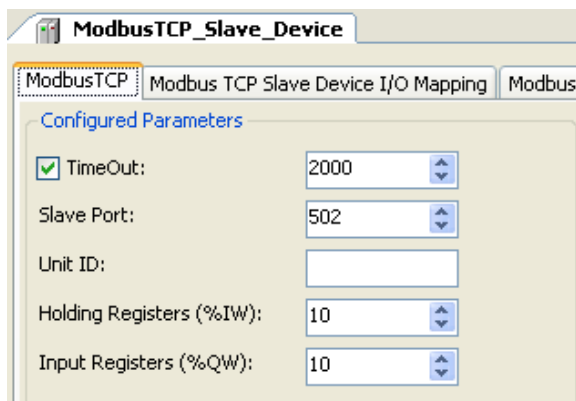 ModbusTCP_Slave_Device
ModbusTCP Modbus TCP Slave Device I/O Mapping Modbus
Configured Parameters
TimeOut: 2000
Slave Port: 502
Unit ID:
Holding Registers (%IW): 10
Input Registers (%QW): 10